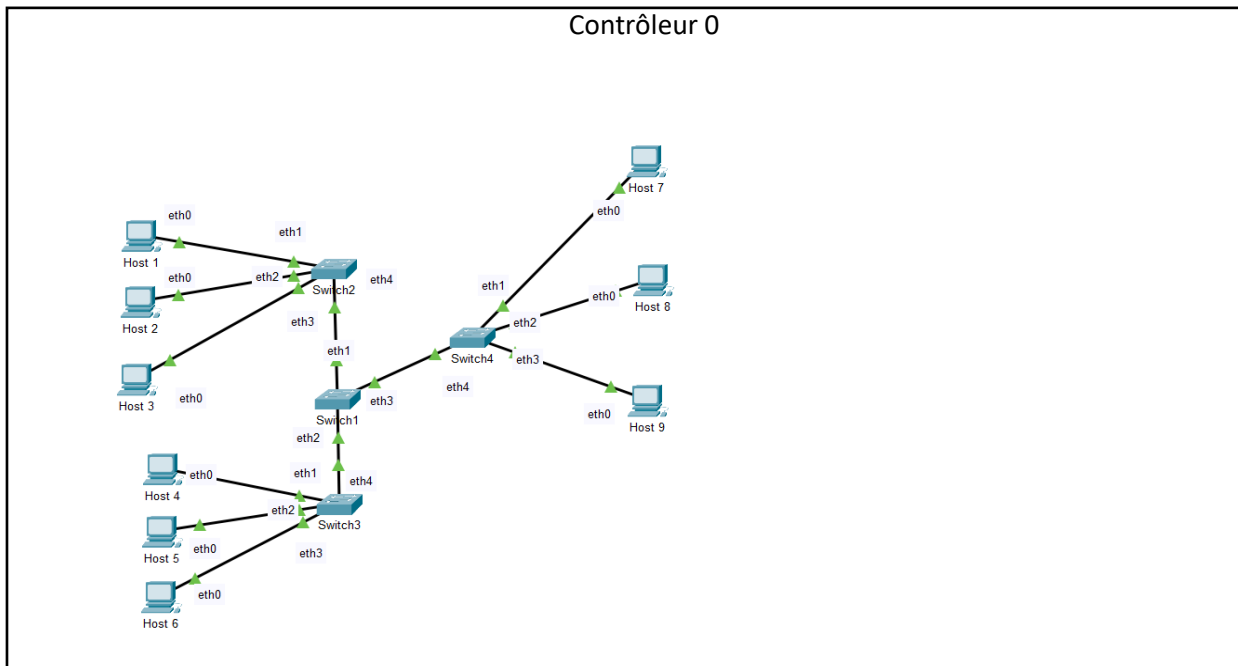 Contrôleur 0
Host 7
eth0
eth0
eth1
Host 1
eth0
eth2
eth4
Switch2
Host 2
eth3
eth1
eth0
Host 8
eth2
eth1
Switch4
eth3
eth4
eth0
Host 9
Host 3
eth0
eth3
Switch1
eth2
eth0
eth1
eth4
Host 4
eth2
Switch3
eth0
Host 5
eth3
eth0
Host 6